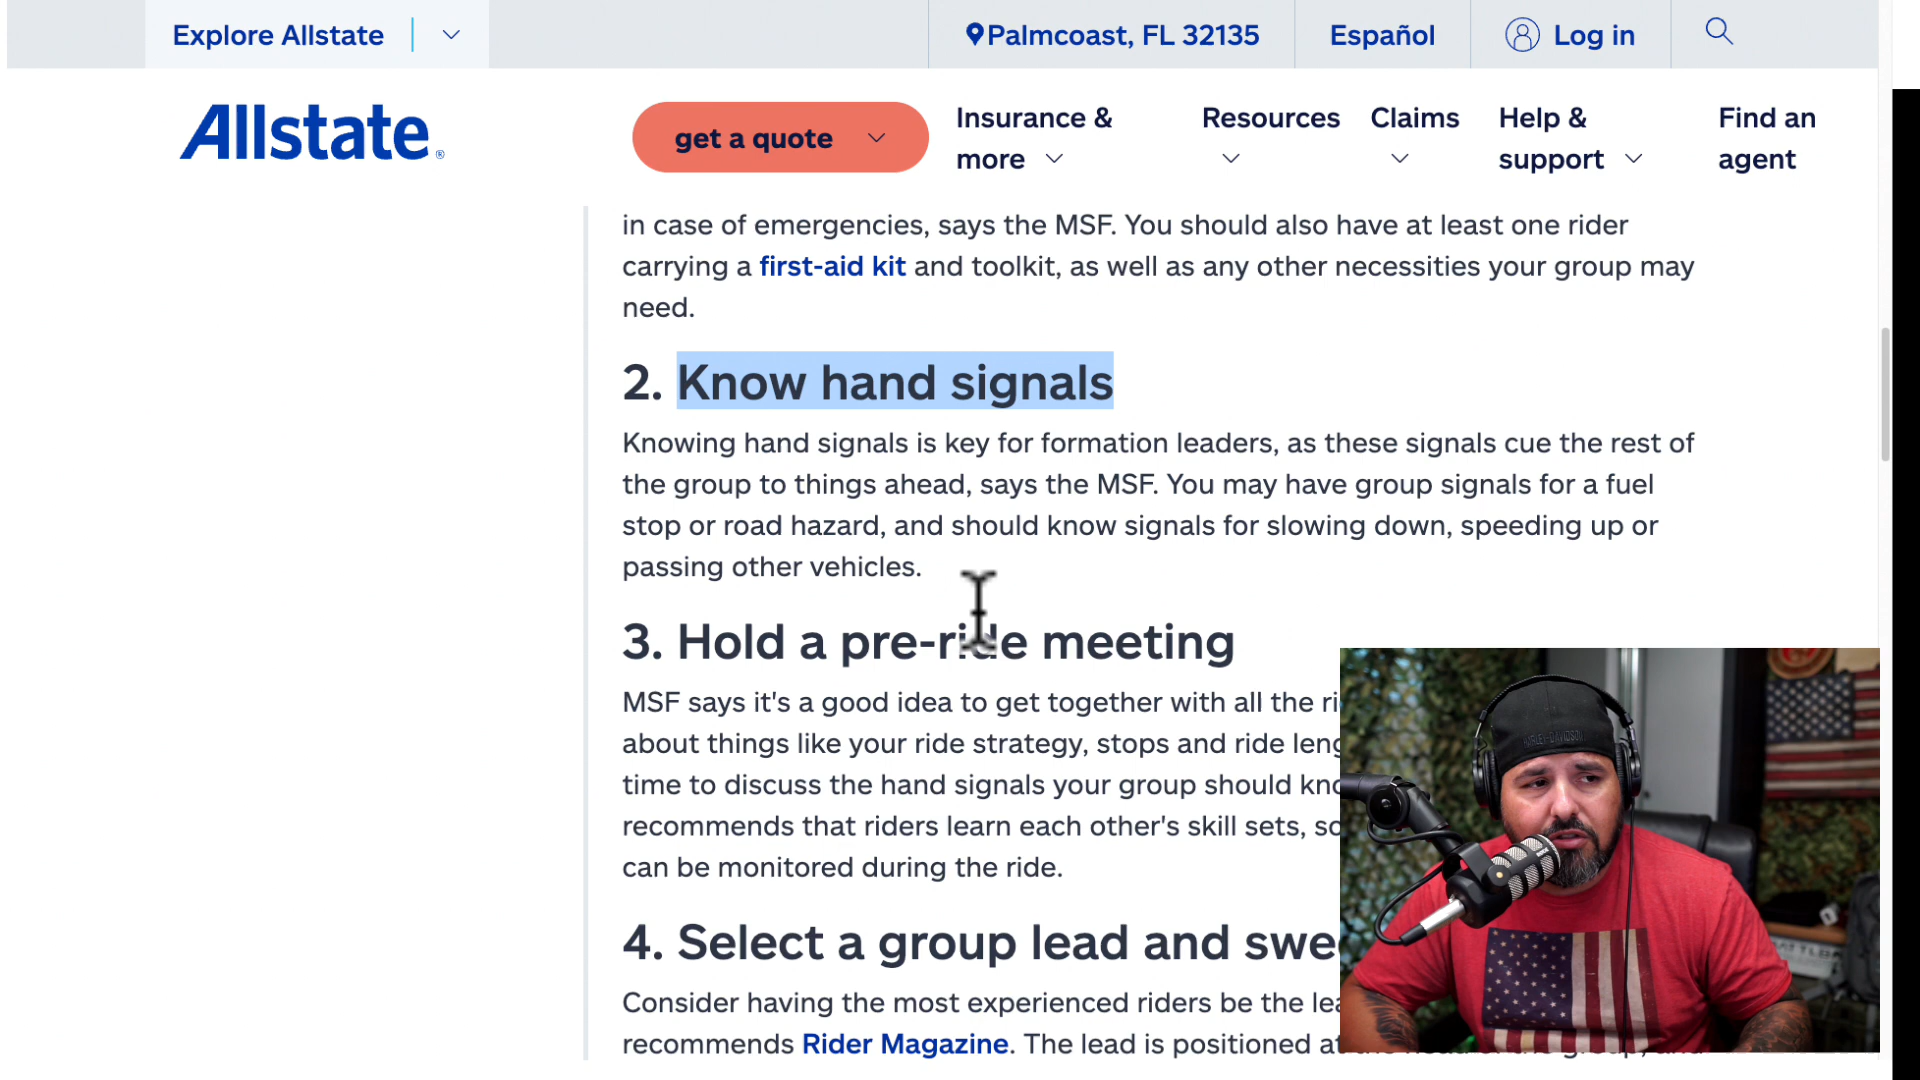 Explore Allstate
Palmcoast, FL 32135
Español
Log in
Allstate®
get a quote
Insurance & more
Resources
Claims
Help & support
Find an agent
in case of emergencies, says the MSF. You should also have at least one rider
carrying a first-aid kit and toolkit, as well as any other necessities your group may
need.
2. Know hand signals
Knowing hand signals is key for formation leaders, as these signals cue the rest of
the group to things ahead, says the MSF. You may have group signals for a fuel
stop or road hazard, and should know signals for slowing down, speeding up or
passing other vehicles.
3. Hold a pre-ride meeting
MSF says it's a good idea to get together with all the
about things like your ride strategy, stops and ride
time to discuss the hand signals your group should
recommends that riders learn each other's skill sets,
can be monitored during the ride.
4. Select a group lead and
Consider having the most experienced riders be the
recommends Rider Magazine. The lead is positioned
HARLEY-DAVIDSON